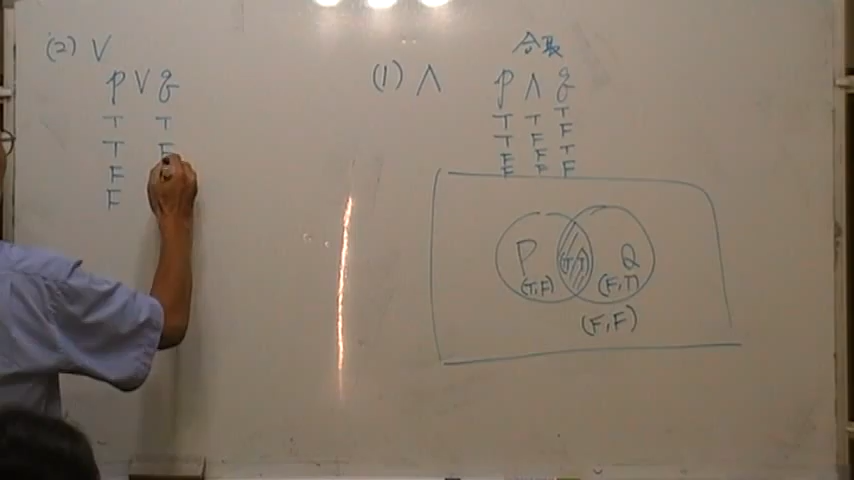 (2) V
p V q
T T
T F
F
F
合取
(1) Λ
p Λ q
T T T
T F F
F F T
F F F
P Q
(T,F) (T,T) (F,T)
(F,F)